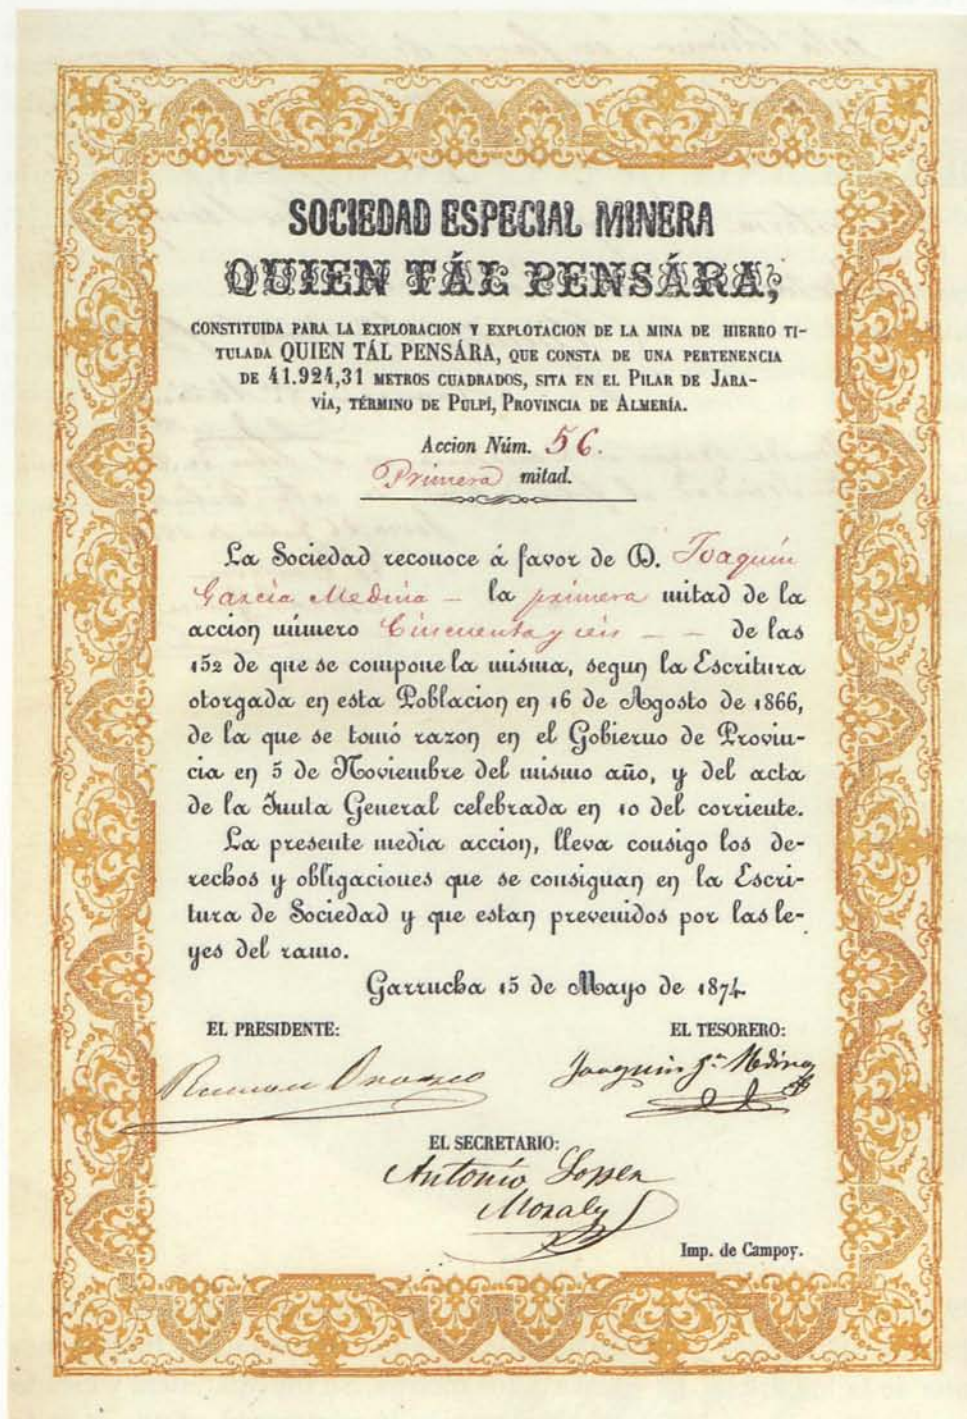 SOCIEDAD ESPECIAL MINERA
QUIEN TÁL PENSÁRA,
CONSTITUIDA PARA LA EXPLORACION Y EXPLOTACION DE LA MINA DE HIERRO TI-
TULADA QUIEN TÁL PENSÁRA, QUE CONSTA DE UNA PERTENENCIA
DE 41.924,31 METROS CUADRADOS, SITA EN EL PILAR DE JARA-
VÍA, TÉRMINO DE PULPÍ, PROVINCIA DE ALMERÍA.
Accion Núm. 56.
Primera mitad.
La Sociedad reconoce á favor de D. Joaquín
García Medina - la primera mitad de la
accion número Cincuenta y seis - - de las
152 de que se compone la misma, segun la Escritura
otorgada en esta Poblacion en 16 de Agosto de 1866,
de la que se tomó razon en el Gobierno de Provin-
cia en 5 de Noviembre del mismo año, y del acta
de la Junta General celebrada en 10 del corriente.
La presente media accion, lleva consigo los de-
rechos y obligaciones que se consignan en la Escri-
tura de Sociedad y que estan prevenidos por las le-
yes del ramo.
Garrucha 15 de Mayo de 1874
EL PRESIDENTE:
EL TESORERO:
Ramon Orozco
Joaquin Gª Medina
EL SECRETARIO:
Antonio Lopez
Morales
Imp. de Campoy.